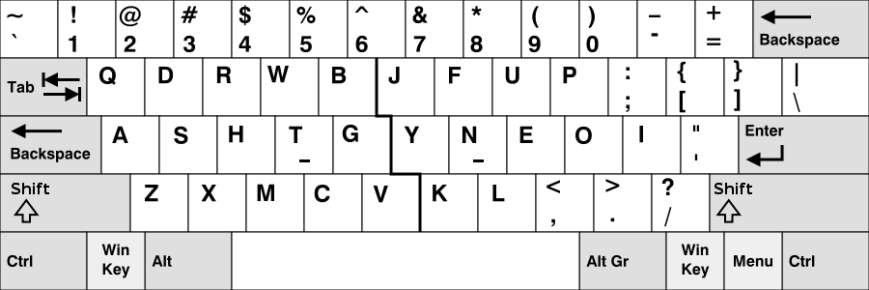 ~ ! @ # $ % ^ & * ( ) – +
` 1 2 3 4 5 6 7 8 9 0 - = Backspace
Tab Q D R W B J F U P : { } |
; [ ] \
Backspace A S H T G Y N E O I " Enter
– – '
Shift Z X M C V K L < > ? Shift
, . /
Ctrl Win Key Alt Alt Gr Win Key Menu Ctrl